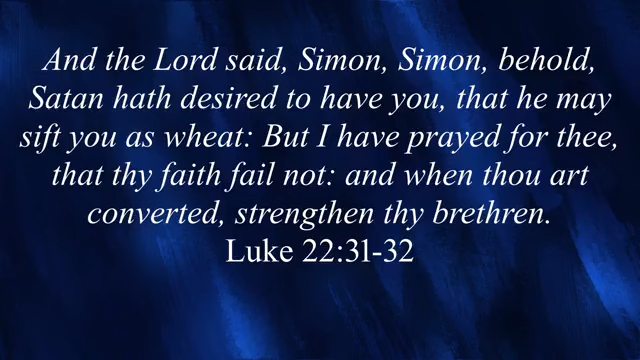 And the Lord said, Simon, Simon, behold,
Satan hath desired to have you, that he may
sift you as wheat: But I have prayed for thee,
that thy faith fail not: and when thou art
converted, strengthen thy brethren.
Luke 22:31-32